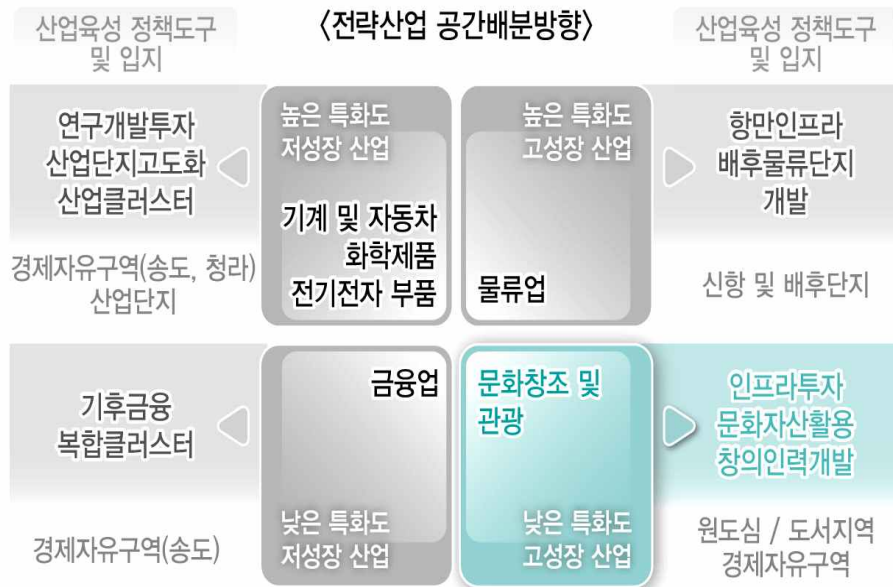 산업육성 정책도구
및 입지
〈전략산업 공간배분방향〉
산업육성 정책도구
및 입지
연구개발투자
산업단지고도화
산업클러스터
경제자유구역(송도, 청라)
산업단지
높은 특화도
저성장 산업
기계 및 자동차
화학제품
전기전자 부품
높은 특화도
고성장 산업
물류업
항만인프라
배후물류단지
개발
신항 및 배후단지
기후금융
복합클러스터
경제자유구역(송도)
금융업
낮은 특화도
저성장 산업
문화창조 및
관광
낮은 특화도
고성장 산업
인프라투자
문화자산활용
창의인력개발
원도심 / 도서지역
경제자유구역